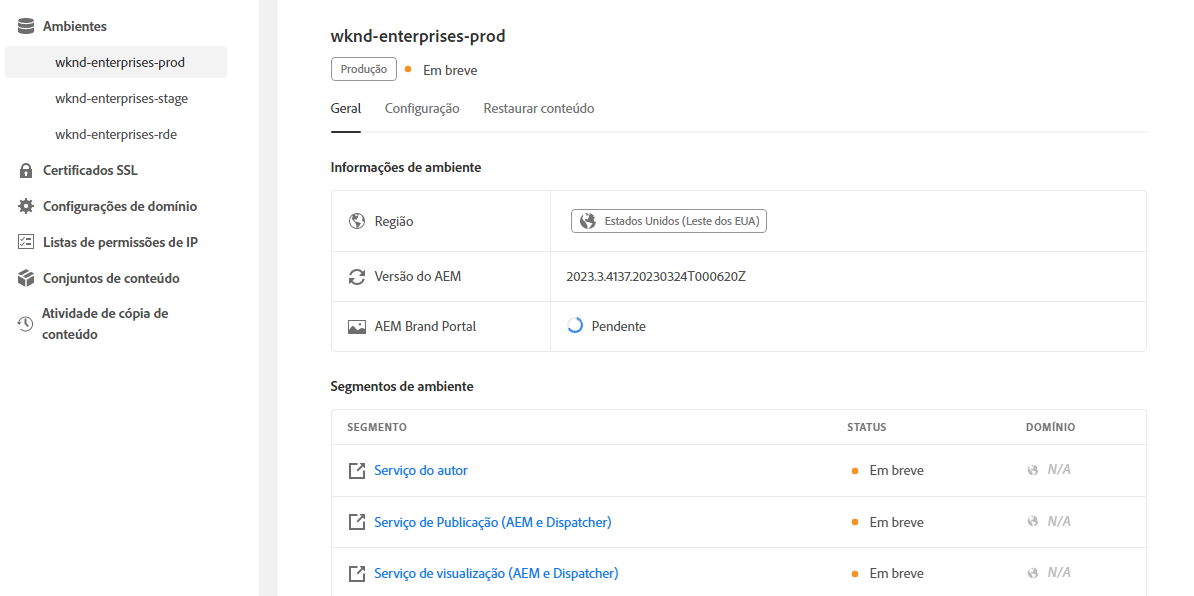 Ambientes
wknd-enterprises-prod
wknd-enterprises-stage
wknd-enterprises-rde
Certificados SSL
Configurações de domínio
Listas de permissões de IP
Conjuntos de conteúdo
Atividade de cópia de
conteúdo
wknd-enterprises-prod
Produção Em breve
Geral Configuração Restaurar conteúdo
Informações de ambiente
Região Estados Unidos (Leste dos EUA)
Versão do AEM 2023.3.4137.20230324T000620Z
AEM Brand Portal Pendente
Segmentos de ambiente
SEGMENTO STATUS DOMÍNIO
Serviço do autor Em breve N/A
Serviço de Publicação (AEM e Dispatcher) Em breve N/A
Serviço de visualização (AEM e Dispatcher) Em breve N/A